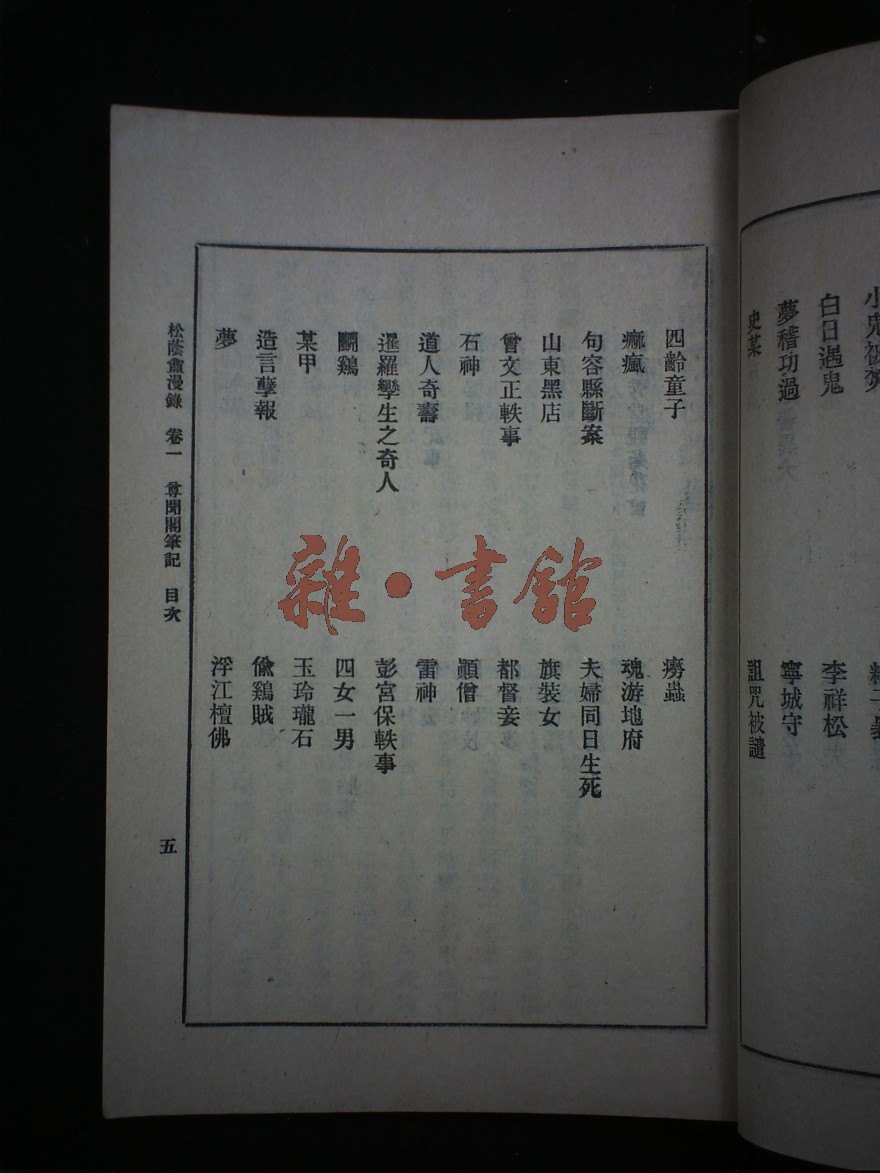 白日遇鬼 李祥松
夢稽功過 寧城守
史某 詛咒被譴
四齡童子 癆蟲
痲瘋 魂游地府
句容縣斷案 夫婦同日生死
山東黑店 旗裝女
曾文正軼事 都督妾
石神 顚僧
道人奇壽 雷神
暹羅孿生之奇人 彭宮保軼事
鬭鷄 四女一男
某甲 玉玲瓏石
造言孽報 偸鷄賊
夢 浮江檀佛
松蔭盫漫錄 卷一 尊聞閣筆記 目次 五
雜·書館